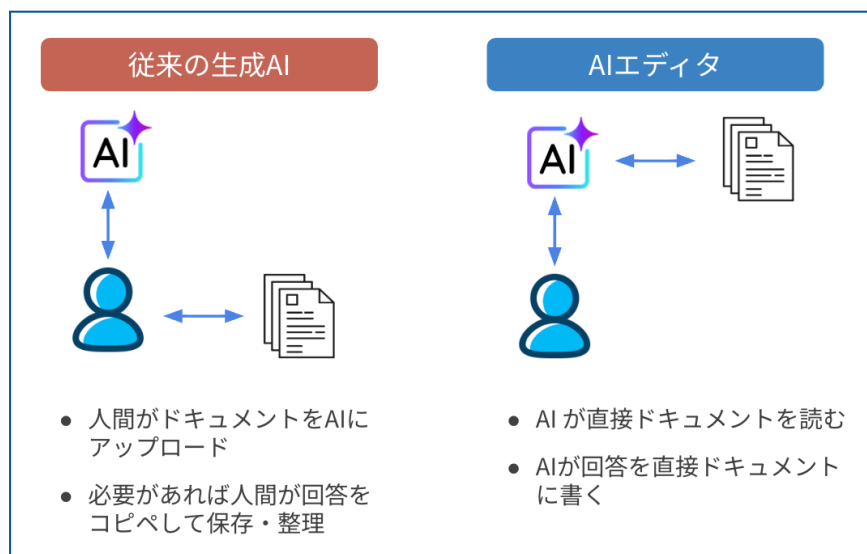 従来の生成AI
AI
人間がドキュメントをAIに
アップロード
必要があれば人間が回答を
コピペして保存・整理
AIエディタ
AI
AI が直接ドキュメントを読む
AIが回答を直接ドキュメント
に書く